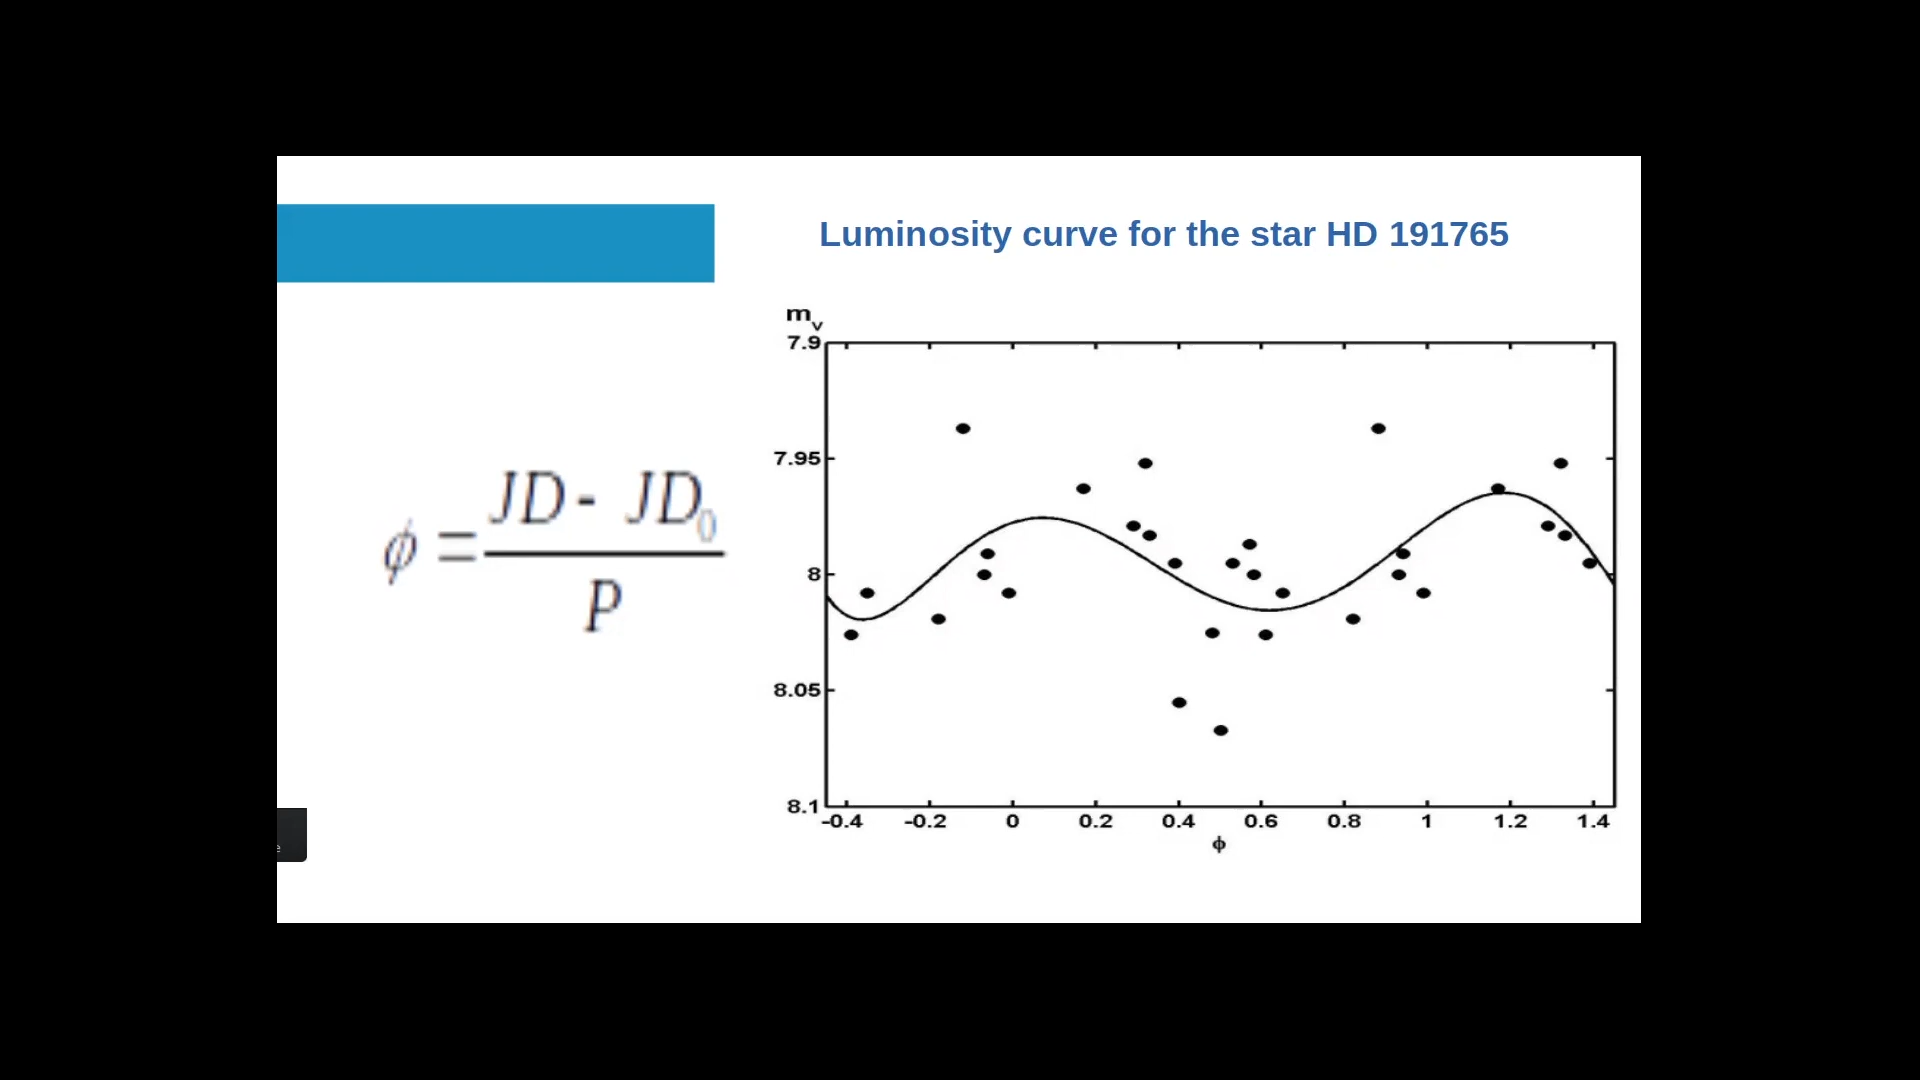 Luminosity curve for the star HD 191765
ϕ = (JD - JD₀) / P
m_v
7.9
7.95
8
8.05
8.1
-0.4 -0.2 0 0.2 0.4 0.6 0.8 1 1.2 1.4
ϕ
e